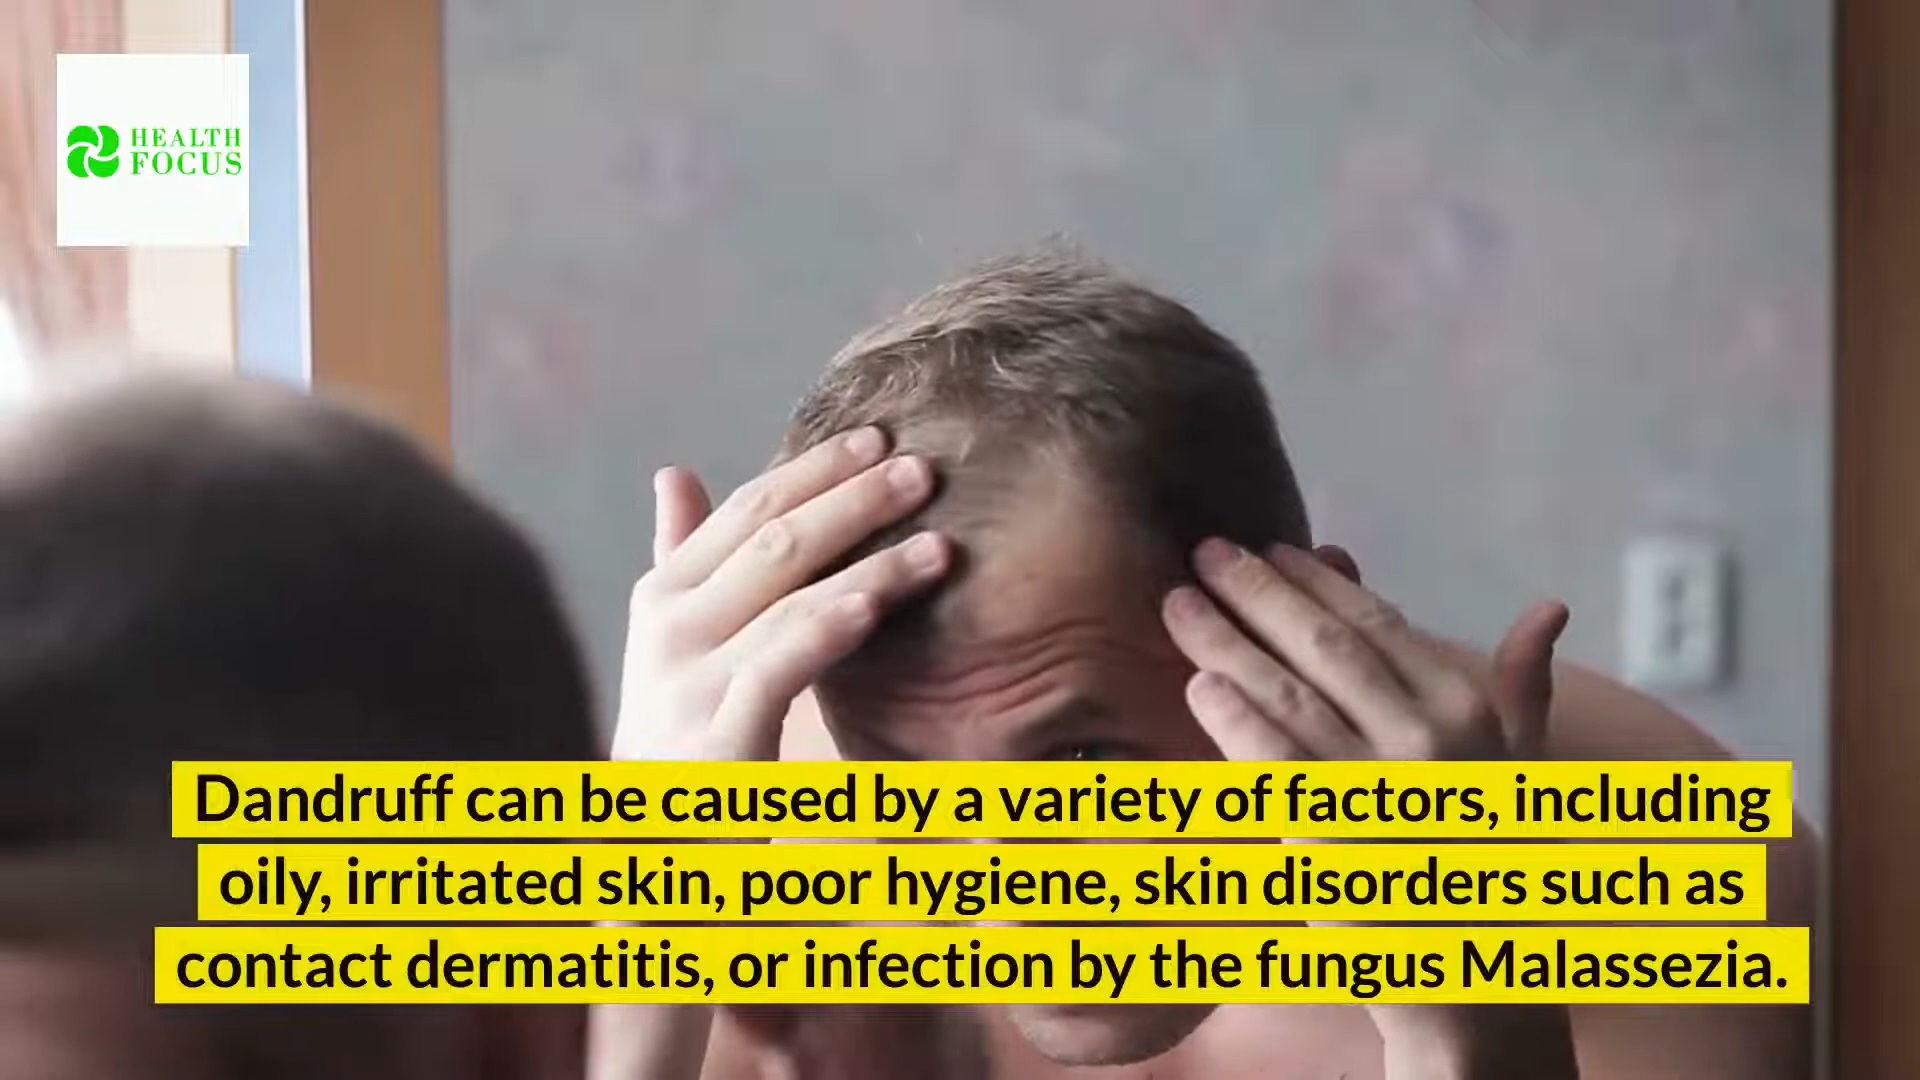 HEALTH
FOCUS
Dandruff can be caused by a variety of factors, including
oily, irritated skin, poor hygiene, skin disorders such as
contact dermatitis, or infection by the fungus Malassezia.